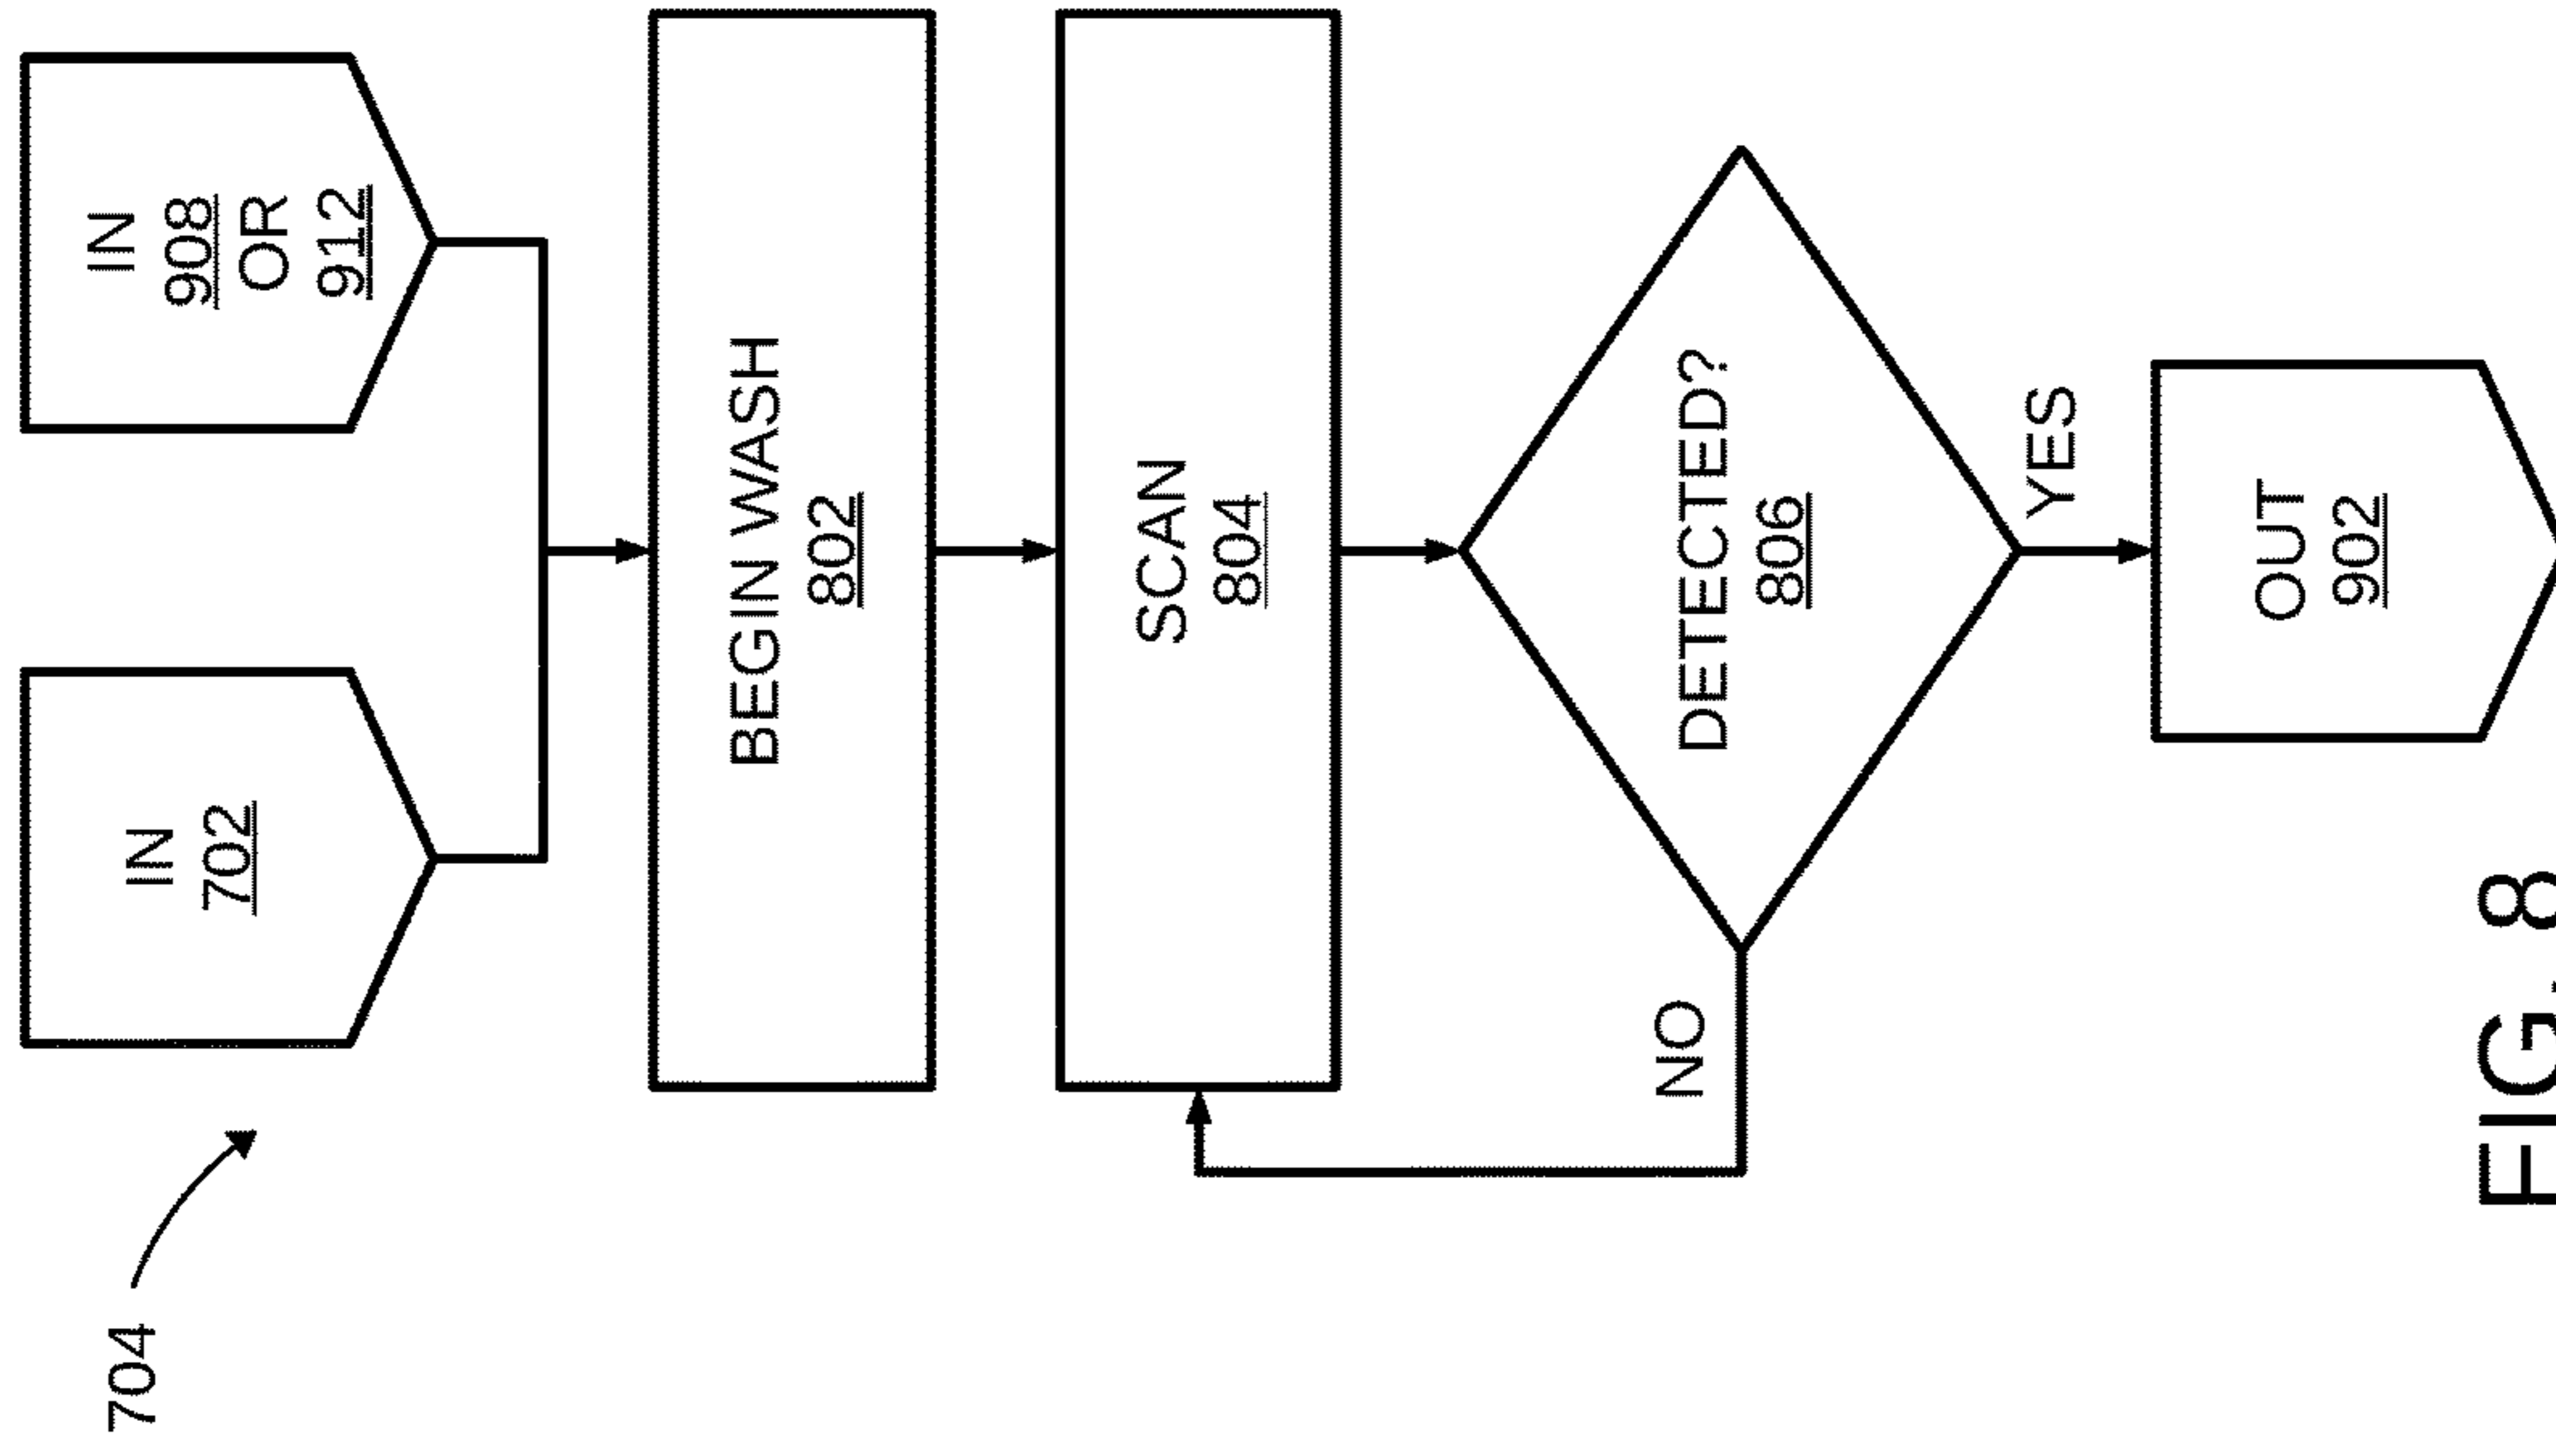 704
IN
702
IN
908
OR
912
BEGIN WASH
802
SCAN
804
NO
DETECTED?
806
YES
OUT
902
FIG. 8